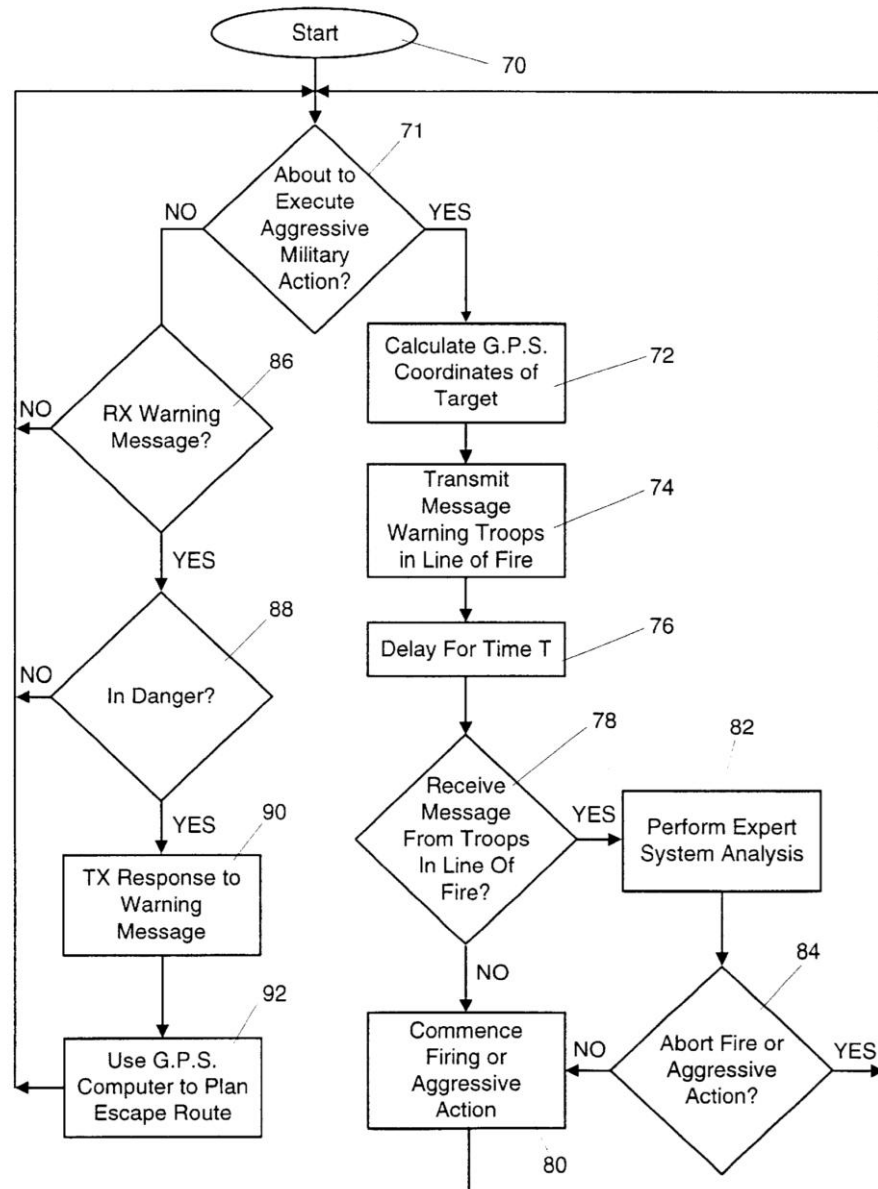 Start
70
71
About to
Execute
Aggressive
Military
Action?
NO
YES
Calculate G.P.S.
Coordinates of
Target
72
86
RX Warning
Message?
NO
YES
Transmit
Message
Warning Troops
in Line of Fire
74
88
In Danger?
NO
YES
Delay For Time T
76
78
Receive
Message
From Troops
In Line Of
Fire?
YES
NO
82
Perform Expert
System Analysis
90
TX Response to
Warning
Message
84
Abort Fire or
Aggressive
Action?
NO
YES
92
Use G.P.S.
Computer to Plan
Escape Route
Commence
Firing or
Aggressive
Action
80